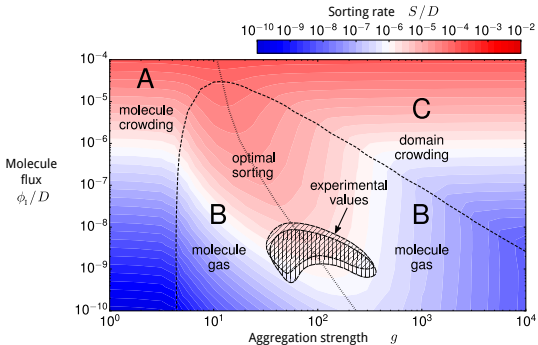 Sorting rate S/D
10⁻¹⁰ 10⁻⁹ 10⁻⁸ 10⁻⁷ 10⁻⁶ 10⁻⁵ 10⁻⁴ 10⁻³ 10⁻²
10⁻⁴
A
molecule
crowding
C
domain
crowding
10⁻⁵
10⁻⁶
Molecule
flux
ϕ₁/D
optimal
sorting
10⁻⁷
experimental
values
B
molecule
gas
B
molecule
gas
10⁻⁸
10⁻⁹
10⁻¹⁰
10⁰ 10¹ 10² 10³ 10⁴
Aggregation strength g